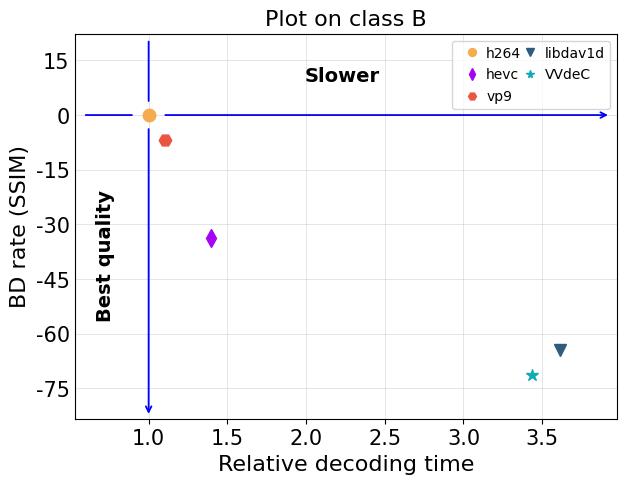 Plot on class B
h264
libdav1d
hevc
VVdeC
vp9
Slower
Best quality
BD rate (SSIM)
15
0
-15
-30
-45
-60
-75
1.0 1.5 2.0 2.5 3.0 3.5
Relative decoding time